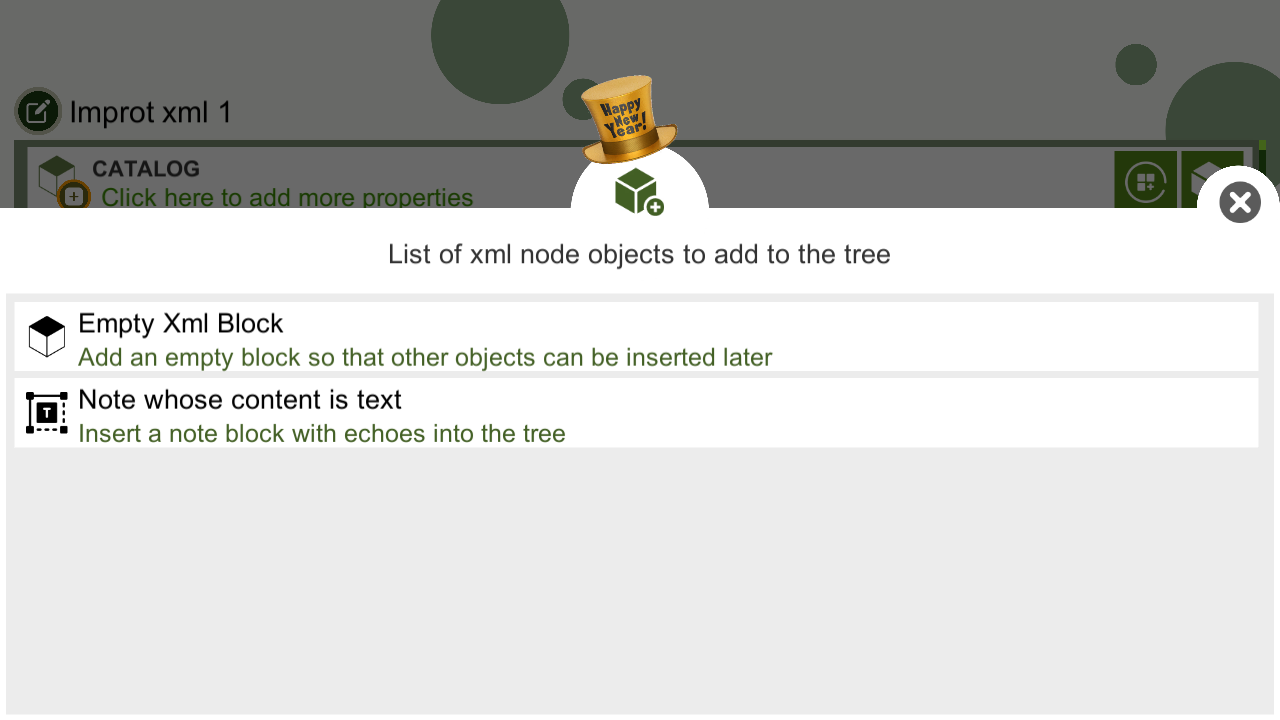 Improt xml 1
CATALOG
Click here to add more properties
Happy
New
Year!
List of xml node objects to add to the tree
Empty Xml Block
Add an empty block so that other objects can be inserted later
T
Note whose content is text
Insert a note block with echoes into the tree